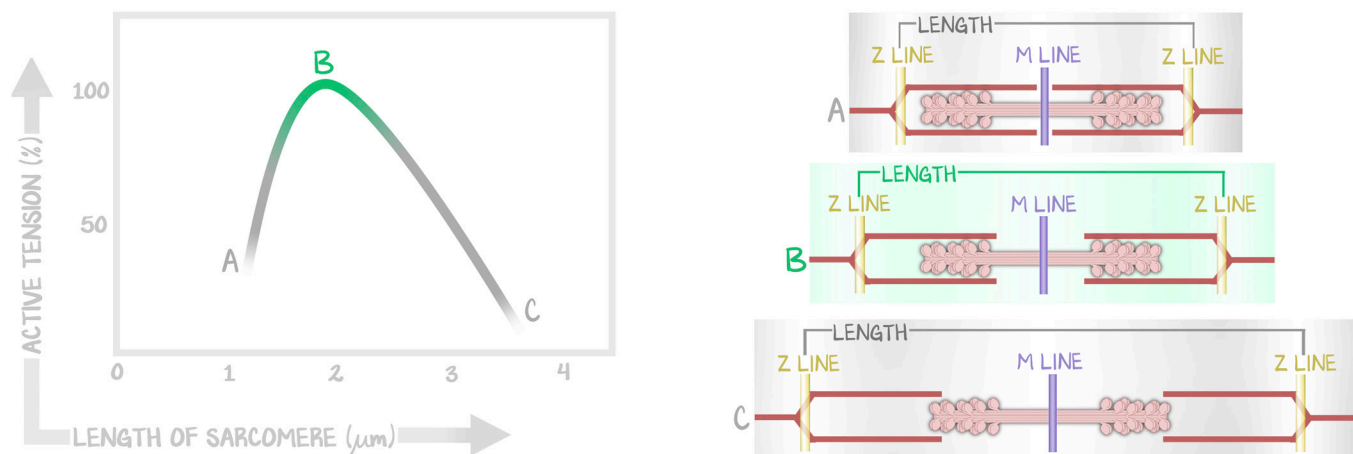 ACTIVE TENSION (%)
100
50
A
B
C
0 1 2 3 4
LENGTH OF SARCOMERE (µm)
LENGTH
Z LINE M LINE Z LINE
A
LENGTH
Z LINE M LINE Z LINE
B
LENGTH
Z LINE M LINE Z LINE
C